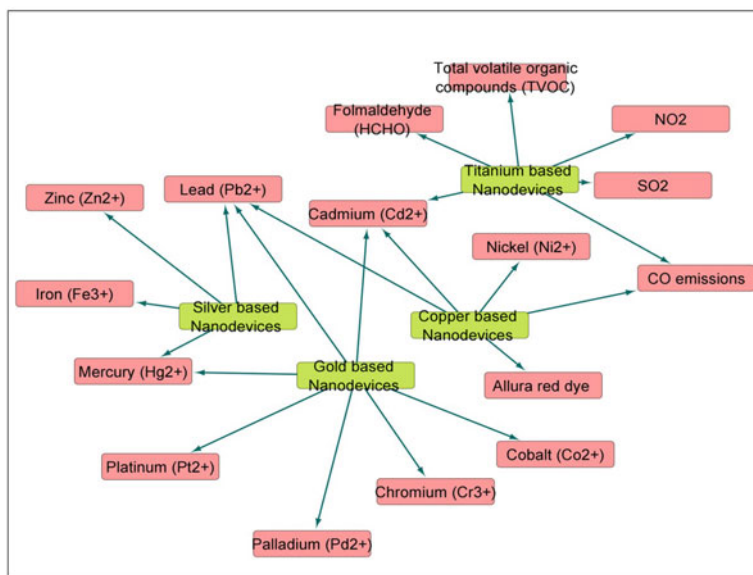 Total volatile organic
compounds (TVOC)
Folmaldehyde
(HCHO)
NO2
Titanium based
Nanodevices
SO2
Zinc (Zn2+)
Lead (Pb2+)
Cadmium (Cd2+)
Nickel (Ni2+)
CO emissions
Iron (Fe3+)
Silver based
Nanodevices
Copper based
Nanodevices
Mercury (Hg2+)
Gold based
Nanodevices
Allura red dye
Platinum (Pt2+)
Cobalt (Co2+)
Chromium (Cr3+)
Palladium (Pd2+)